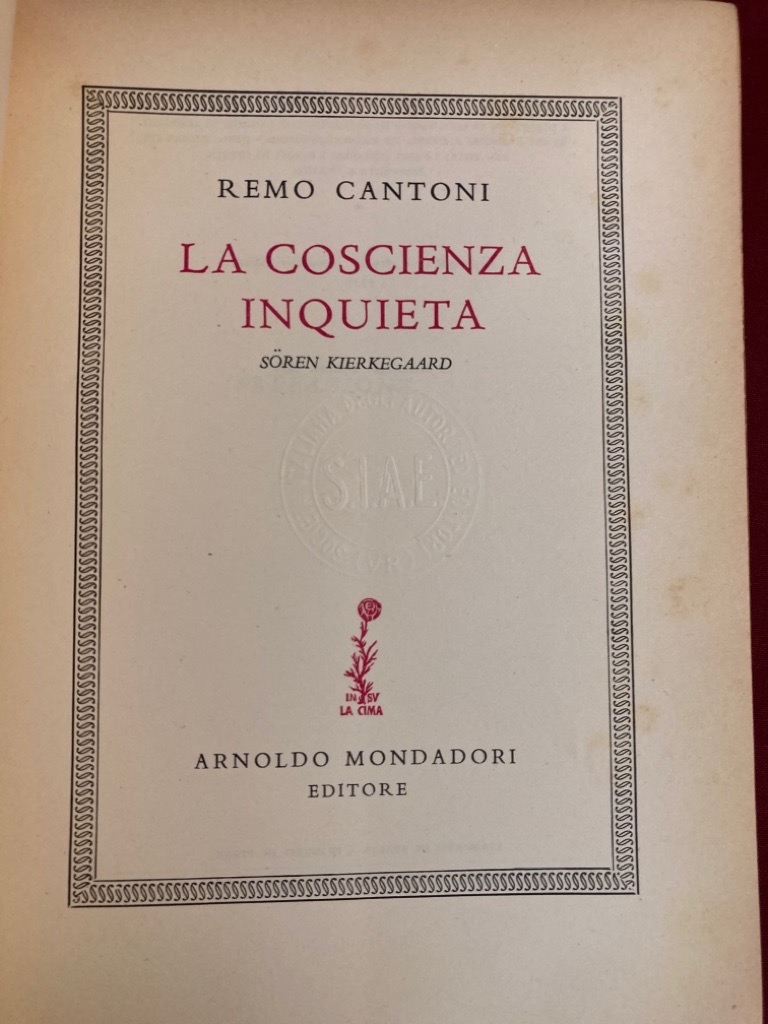 REMO CANTONI
LA COSCIENZA
INQUIETA
SÖREN KIERKEGAARD
S.I.A.E.
IN SV
LA CIMA
ARNOLDO MONDADORI
EDITORE